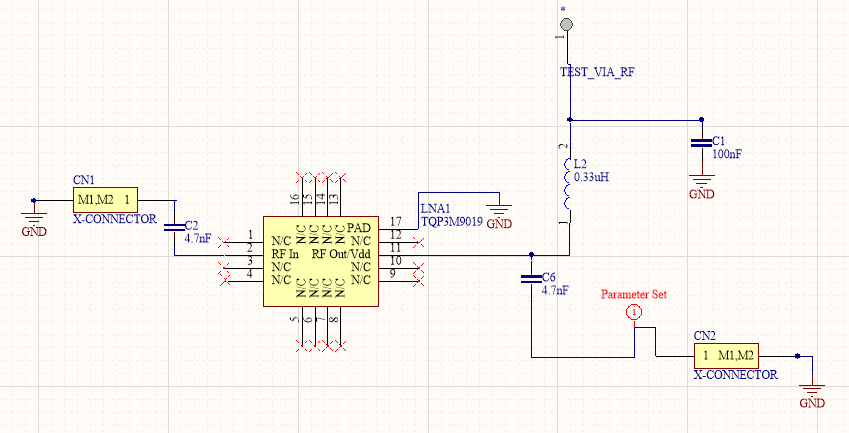 *
1
TEST_VIA_RF
2
L2
0.33uH
1
C1
100nF
GND
CN1
M1,M2 1
X-CONNECTOR
GND
C2
4.7nF
16
15
14
13
N/C
N/C
N/C
N/C
PAD
17
LNA1
TQP3M9019
GND
1
N/C
N/C
12
2
RF In
RF Out/Vdd
11
3
N/C
N/C
10
4
N/C
N/C
9
N/C
N/C
N/C
N/C
5
6
7
8
C6
4.7nF
Parameter Set
1
CN2
1 M1,M2
X-CONNECTOR
GND